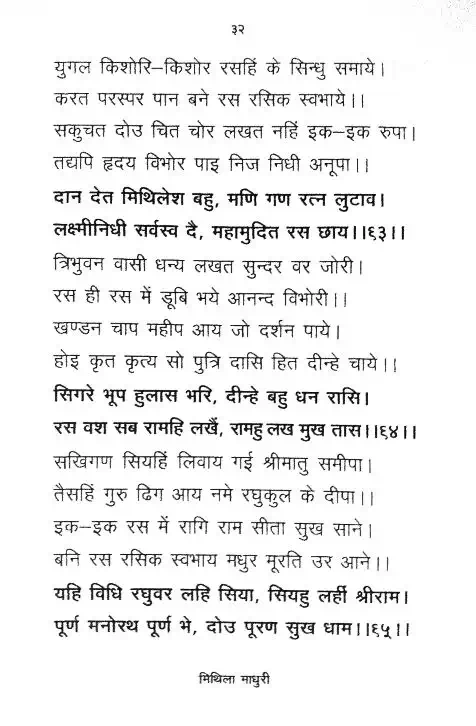 ३२
युगल किशोरि–किशोर रसहिं के सिन्धु समाये।
करत परस्पर पान बने रस रसिक स्वभाये।।
सकुचत दोउ चित चोर लखत नहिं इक–इक रुपा।
तद्यपि हृदय विभोर पाइ निज निधी अनूपा।।
दान देत मिथिलेश बहु, मणि गण रत्न लुटाव।
लक्ष्मीनिधी सर्वस्व दै, महामुदित रस छाय।।६३।।
त्रिभुवन वासी धन्य लखत सुन्दर वर जोरी।
रस ही रस में डूबि भये आनन्द विभोरी।।
खण्डन चाप महीप आय जो दर्शन पाये।
होइ कृत कृत्य सो पुत्रि दासि हित दीन्हे चाये।।
सिगरे भूप हुलास भरि, दीन्हे बहु धन रासि।
रस वश सब रामहि लखैं, रामहु लख मुख तास।।६४।।
सखिगण सियहिं लिवाय गई श्रीमातु समीपा।
तैसहिं गुरु ढिग आय नमे रघुकुल के दीपा।।
इक–इक रस में रागि राम सीता सुख साने।
बनि रस रसिक स्वभाय मधुर मूरति उर आने।।
यहि विधि रघुवर लहि सिया, सियहु लहीं श्रीराम।
पूर्ण मनोरथ पूर्ण भे, दोउ पूरण सुख धाम।।६५।।
मिथिला माधुरी